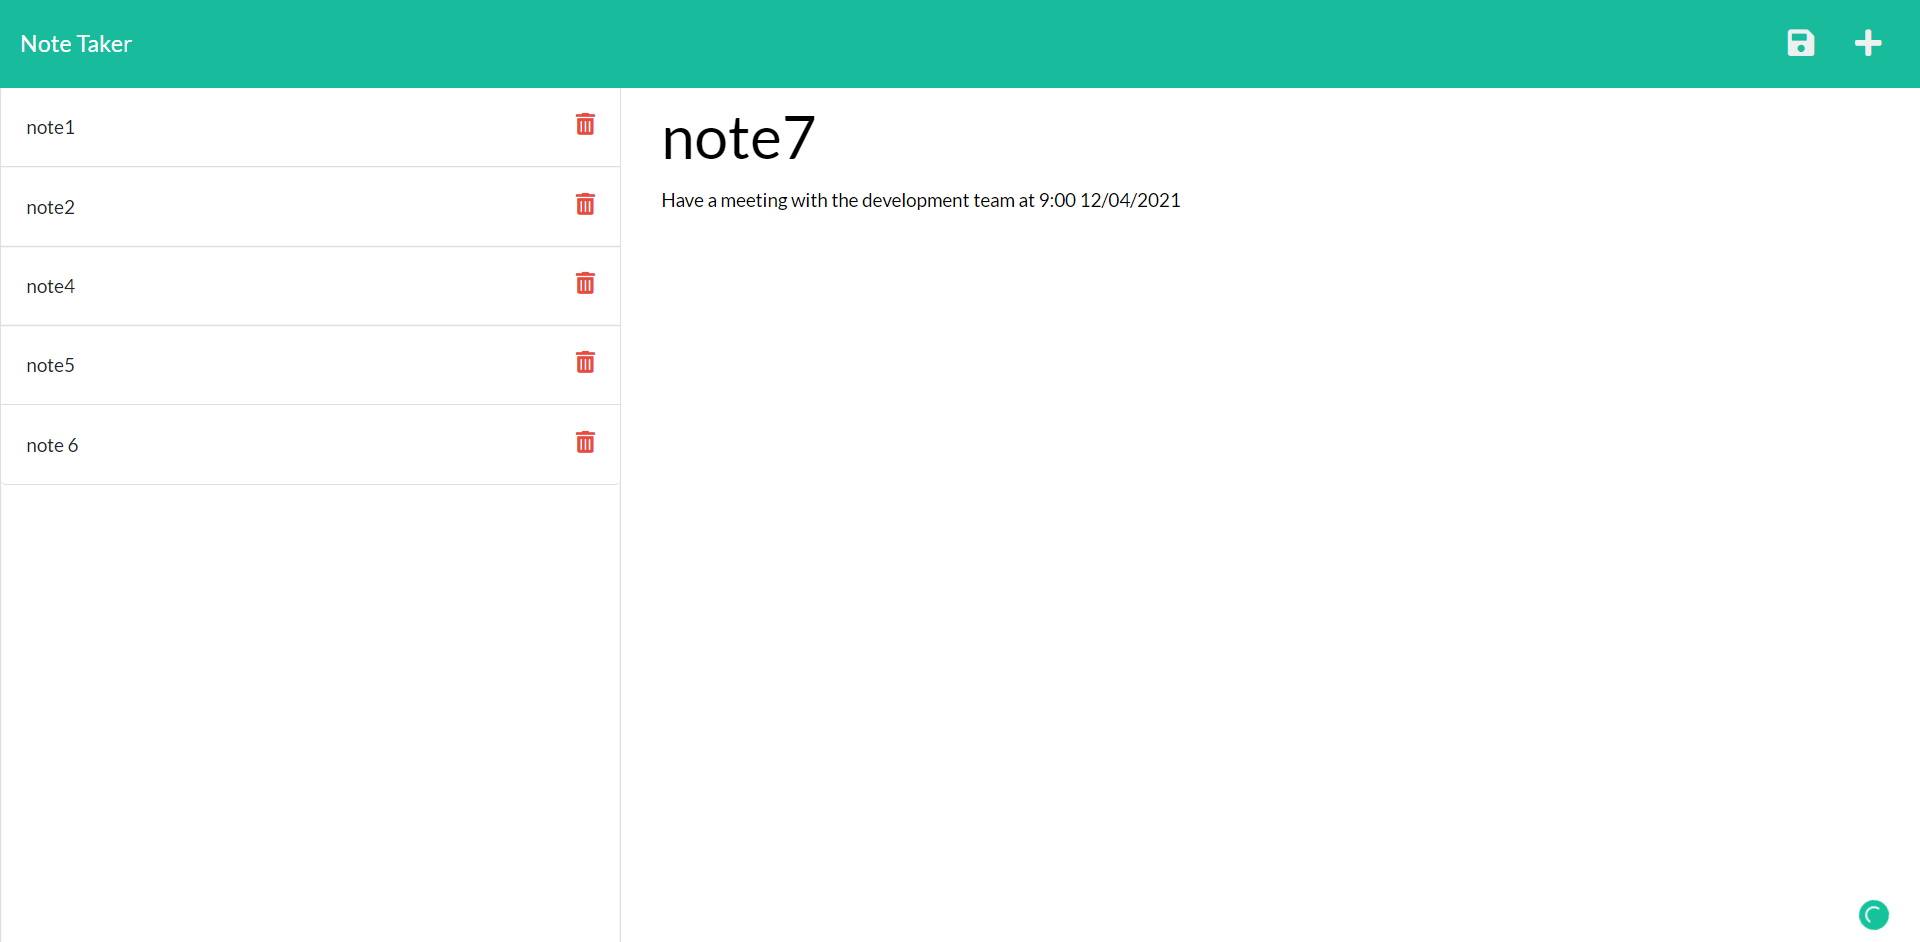 Note Taker
note1
note2
note4
note5
note 6
note7
Have a meeting with the development team at 9:00 12/04/2021